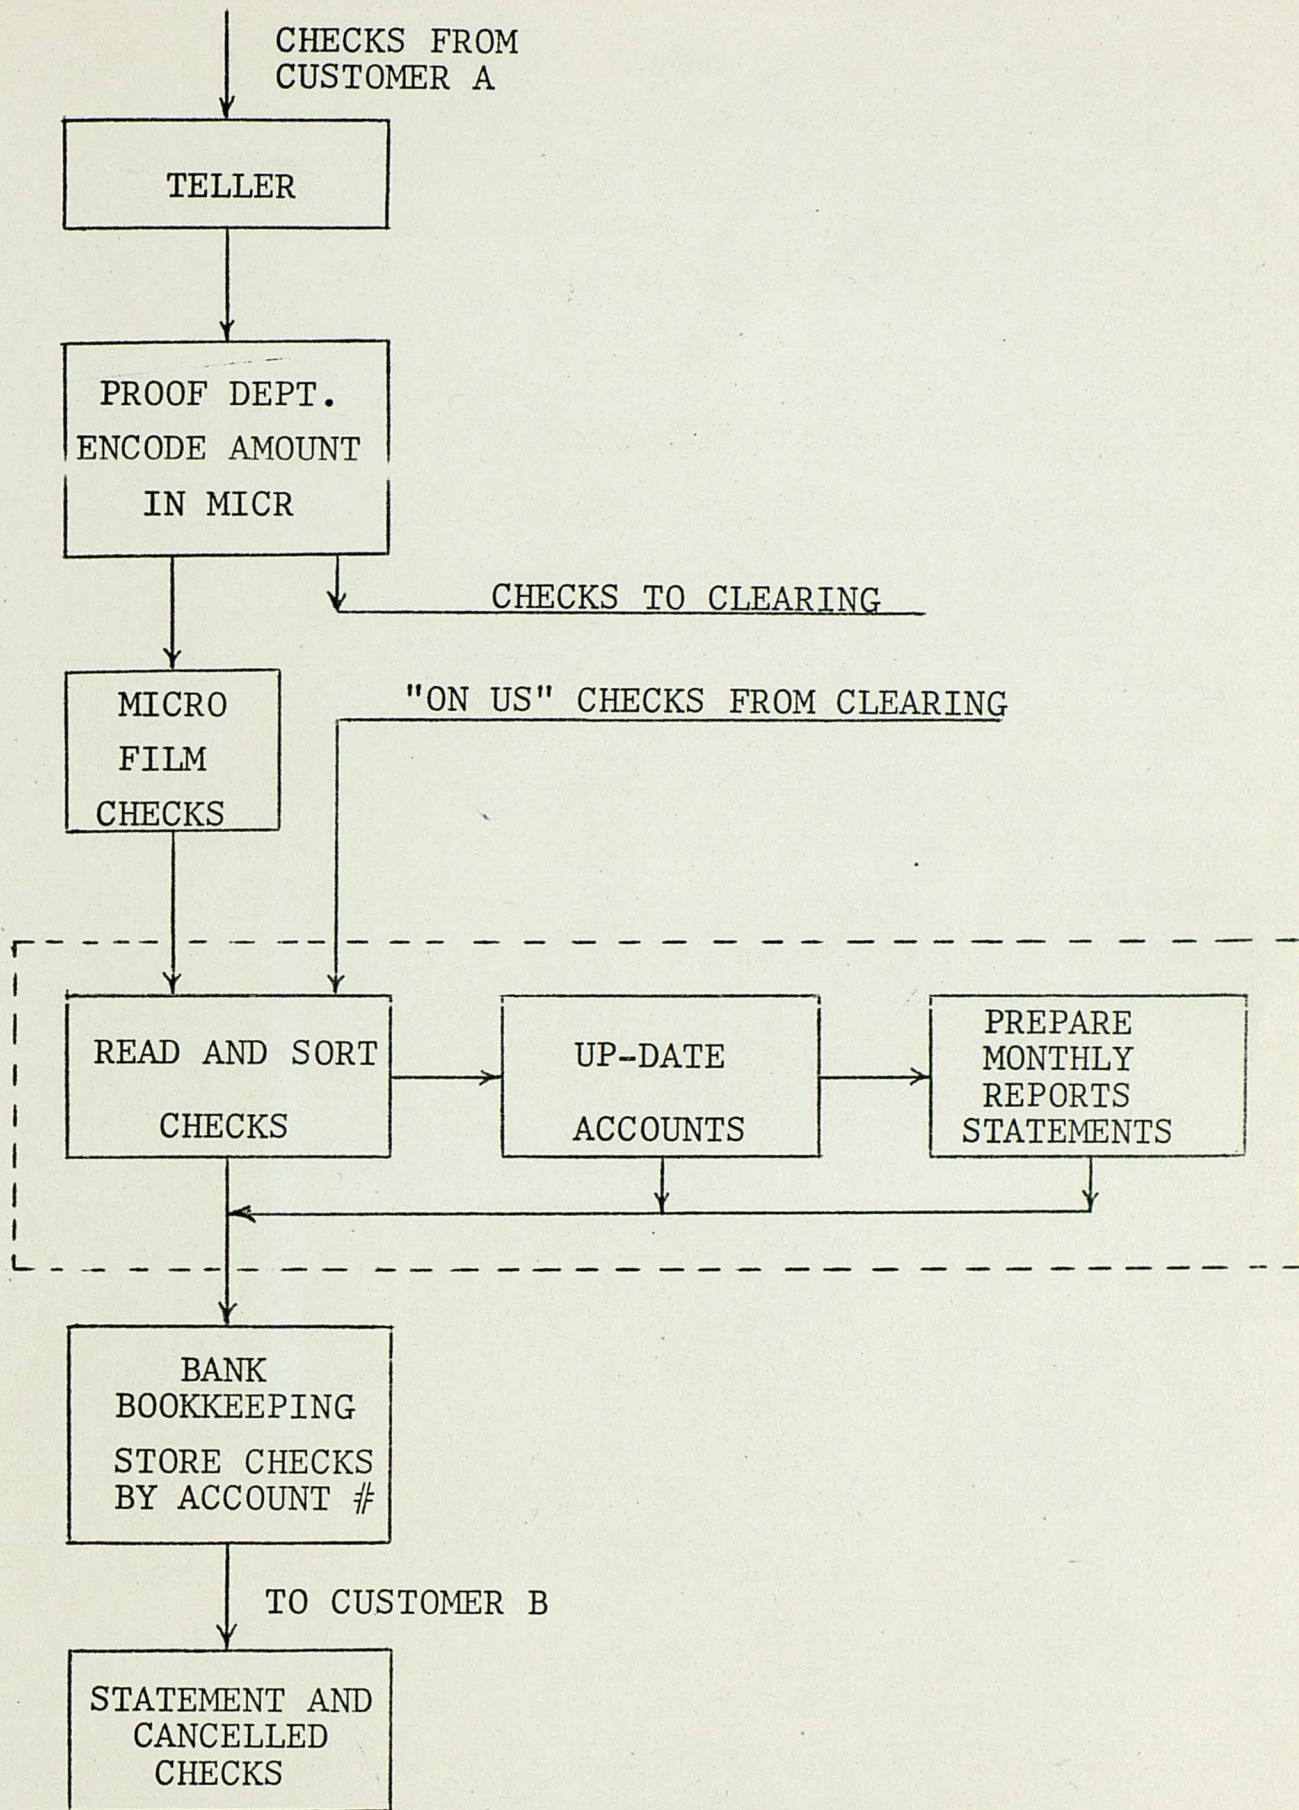 CHECKS FROM
CUSTOMER A
TELLER
PROOF DEPT.
ENCODE AMOUNT
IN MICR
CHECKS TO CLEARING
MICRO
FILM
CHECKS
"ON US" CHECKS FROM CLEARING
READ AND SORT
CHECKS
UP-DATE
ACCOUNTS
PREPARE
MONTHLY
REPORTS
STATEMENTS
BANK
BOOKKEEPING
STORE CHECKS
BY ACCOUNT #
TO CUSTOMER B
STATEMENT AND
CANCELLED
CHECKS